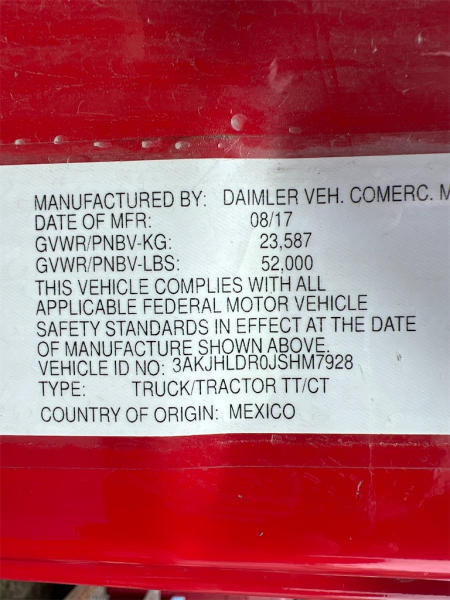 MANUFACTURED BY: DAIMLER VEH. COMERC. M
DATE OF MFR: 08/17
GVWR/PNBV-KG: 23,587
GVWR/PNBV-LBS: 52,000
THIS VEHICLE COMPLIES WITH ALL
APPLICABLE FEDERAL MOTOR VEHICLE
SAFETY STANDARDS IN EFFECT AT THE DATE
OF MANUFACTURE SHOWN ABOVE.
VEHICLE ID NO: 3AKJHLDR0JSHM7928
TYPE: TRUCK/TRACTOR TT/CT
COUNTRY OF ORIGIN: MEXICO